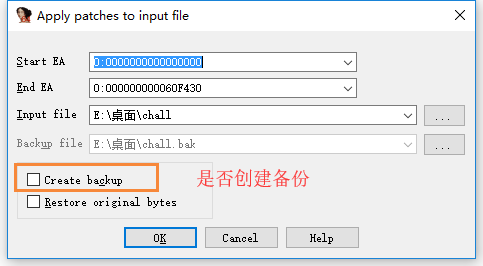 Apply patches to input file
Start EA 0:0000000000000000
End EA 0:000000000060F430
Input file E:\桌面\chall ...
Backup file E:\桌面\chall.bak ...
Create backup 是否创建备份
Restore original bytes
OK Cancel Help